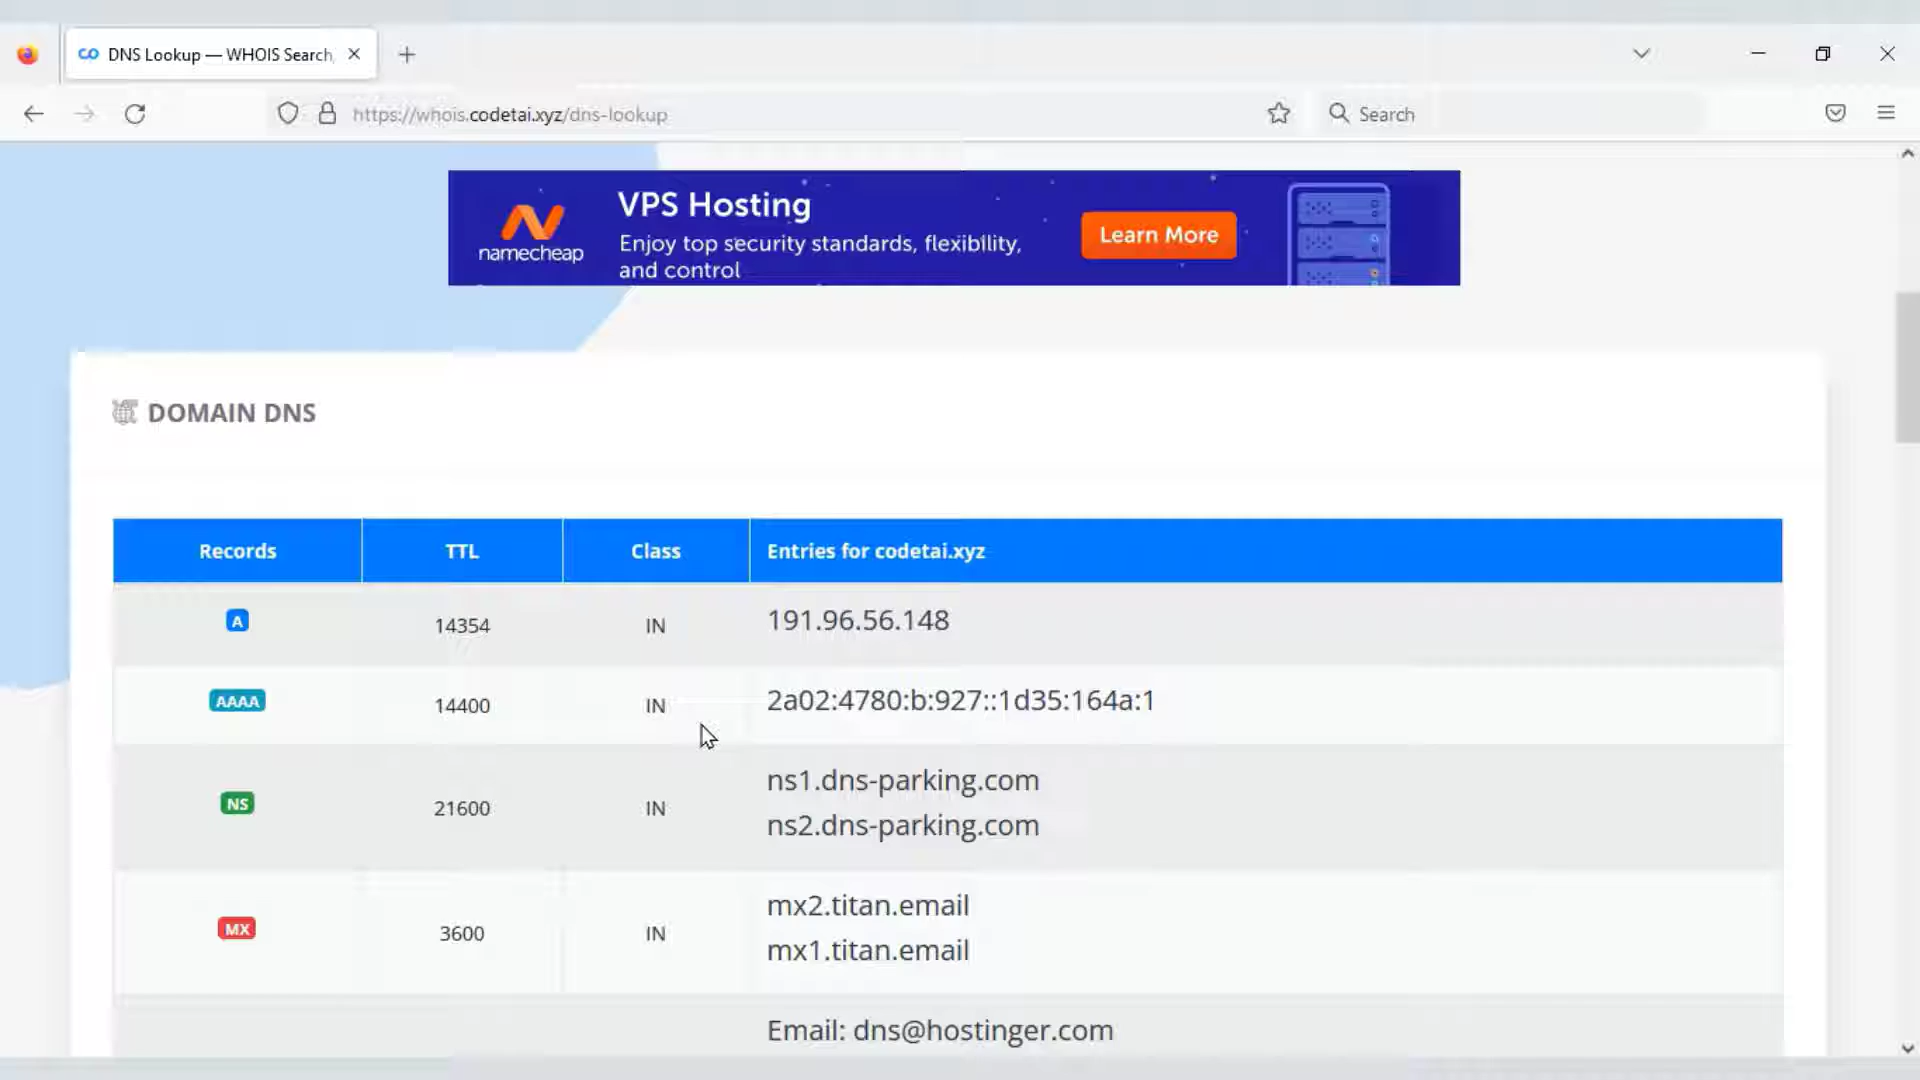 DNS Lookup — WHOIS Search,
https://whois.codetai.xyz/dns-lookup
Search
namecheap
VPS Hosting
Enjoy top security standards, flexibility,
and control
Learn More
DOMAIN DNS
Records TTL Class Entries for codetai.xyz
A 14354 IN 191.96.56.148
AAAA 14400 IN 2a02:4780:b:927::1d35:164a:1
NS 21600 IN ns1.dns-parking.com
ns2.dns-parking.com
MX 3600 IN mx2.titan.email
mx1.titan.email
Email: dns@hostinger.com